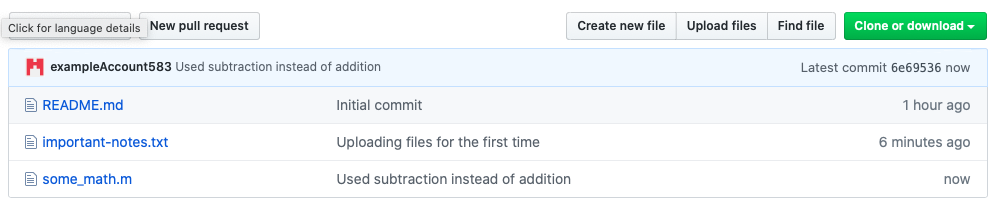 Click for language details New pull request Create new file Upload files Find file Clone or download
exampleAccount583 Used subtraction instead of addition Latest commit 6e69536 now
README.md Initial commit 1 hour ago
important-notes.txt Uploading files for the first time 6 minutes ago
some_math.m Used subtraction instead of addition now